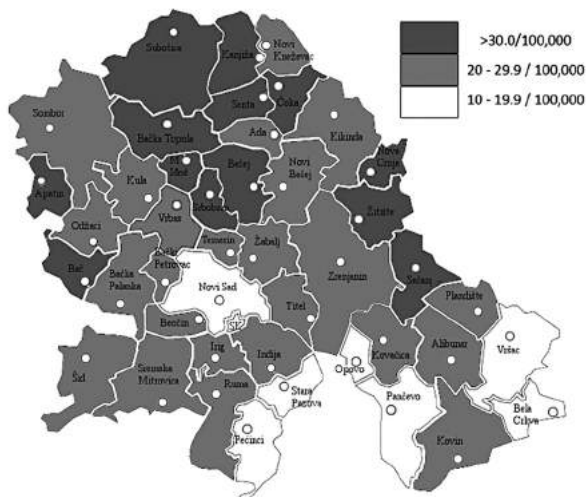 >30.0/100,000
20 - 29.9 / 100,000
10 - 19.9 / 100,000
Subotica
Kanjiža
Novi
Kneževac
Senta
Čoka
Sombor
Bačka Topola
Ada
Kikinda
M.
Bečej
Novi
Bečej
Nova
Crnja
Apatin
Kula
Srbobran
Vrbas
Žitište
Odžaci
Temerin
Žabalj
Bački
Petrovac
Zrenjanin
Bač
Bačka
Palanka
Sečanj
Novi Sad
Plandište
Titel
Beočin
Vršac
Kovačica
Alibunar
Šid
Irig
Inđija
Opovo
Sremska
Mitrovica
Ruma
Stara
Pazova
Pančevo
Bela
Crkva
Pećinci
Kovin